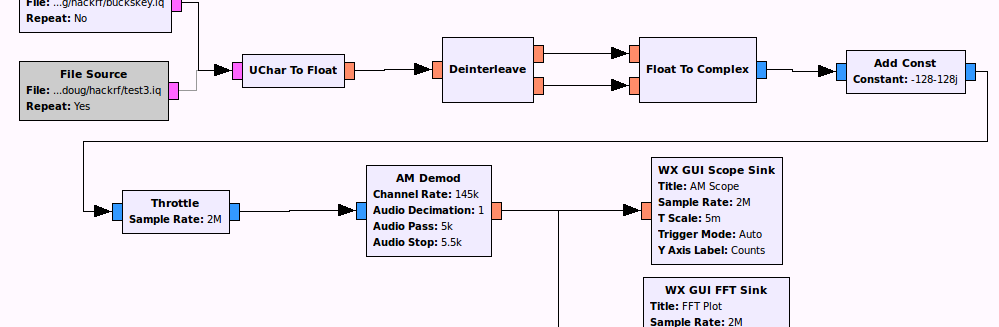 File: ...g/hackrf/buckskey.iq
Repeat: No
File Source
File: ...doug/hackrf/test3.iq
Repeat: Yes
UChar To Float
Deinterleave
Float To Complex
Add Const
Constant: -128-128j
Throttle
Sample Rate: 2M
AM Demod
Channel Rate: 145k
Audio Decimation: 1
Audio Pass: 5k
Audio Stop: 5.5k
WX GUI Scope Sink
Title: AM Scope
Sample Rate: 2M
T Scale: 5m
Trigger Mode: Auto
Y Axis Label: Counts
WX GUI FFT Sink
Title: FFT Plot
Sample Rate: 2M